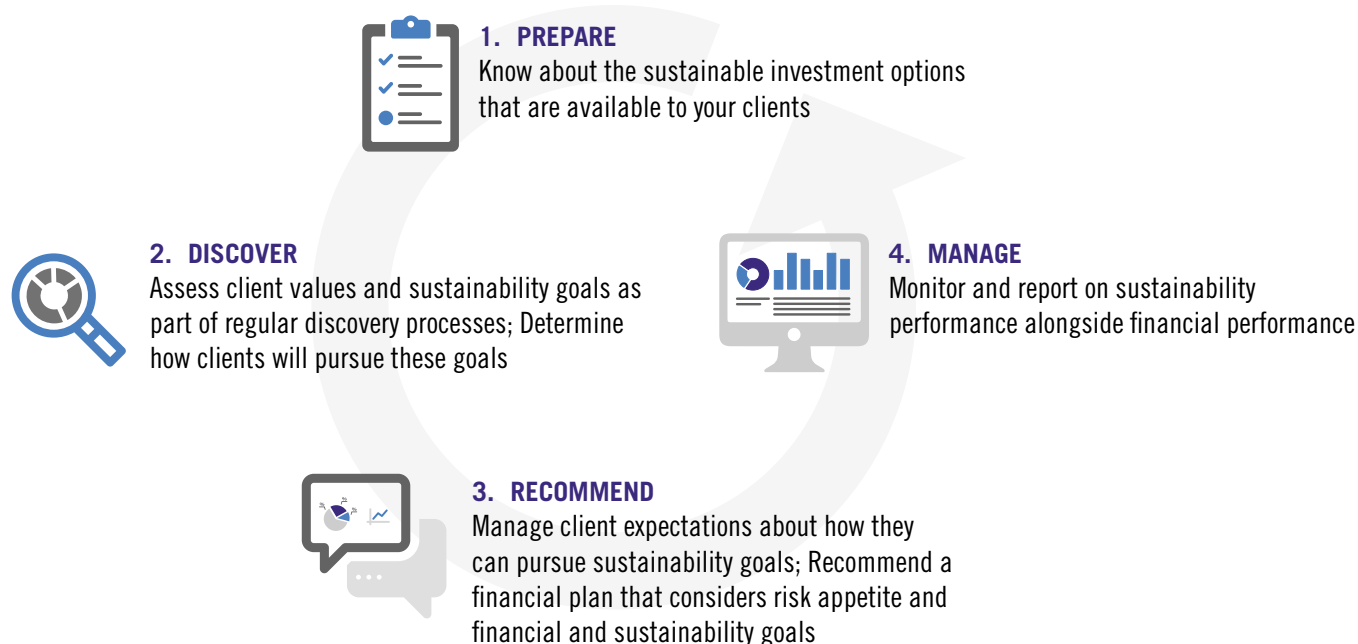 1. PREPARE
Know about the sustainable investment options
that are available to your clients
2. DISCOVER
Assess client values and sustainability goals as
part of regular discovery processes; Determine
how clients will pursue these goals
3. RECOMMEND
Manage client expectations about how they
can pursue sustainability goals; Recommend a
financial plan that considers risk appetite and
financial and sustainability goals
4. MANAGE
Monitor and report on sustainability
performance alongside financial performance